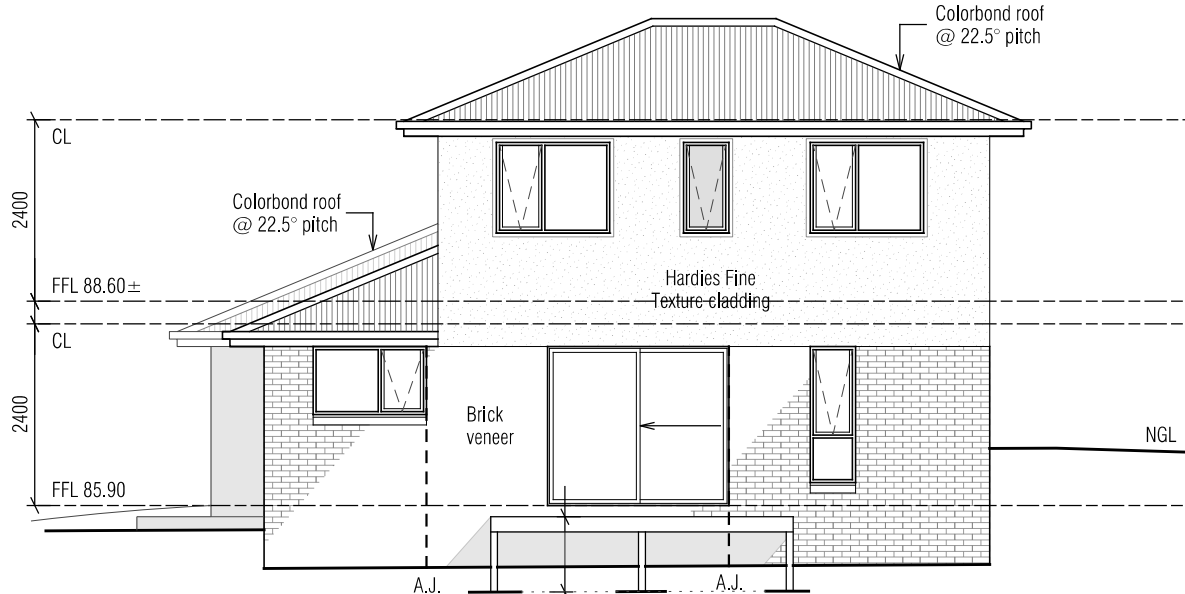 Colorbond roof
@ 22.5° pitch
CL
2400
Colorbond roof
@ 22.5° pitch
FFL 88.60±
Hardies Fine
Texture cladding
CL
2400
Brick
veneer
NGL
FFL 85.90
A.J.
A.J.